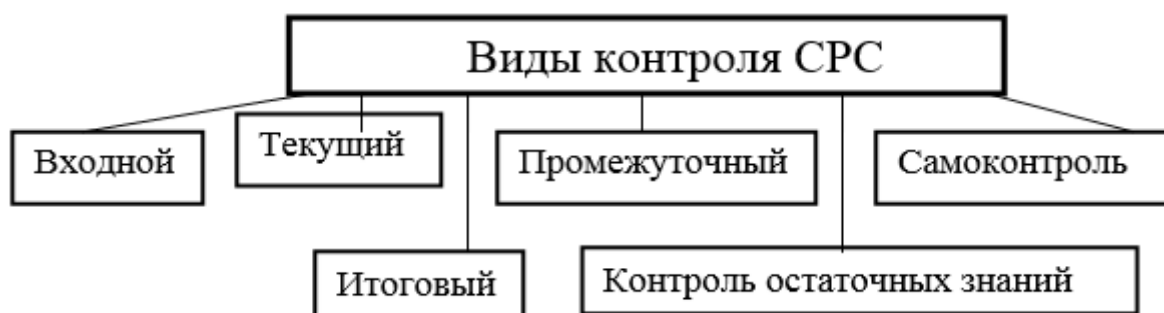 Виды контроля СРС
Входной
Текущий
Промежуточный
Самоконтроль
Итоговый
Контроль остаточных знаний